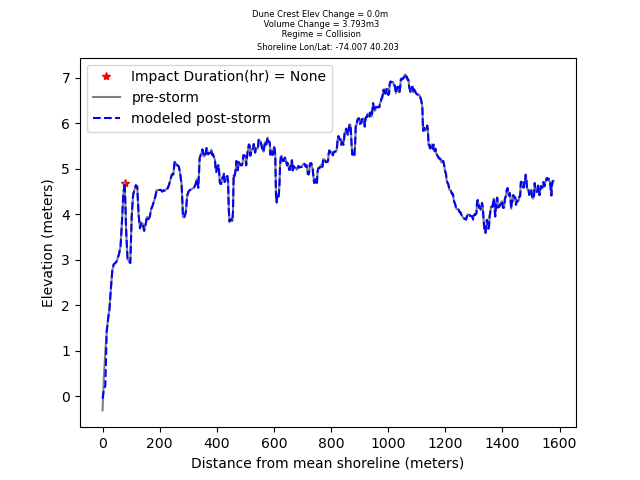 Dune Crest Elev Change = 0.0m
Volume Change = 3.793m3
Regime = Collision
Shoreline Lon/Lat: -74.007 40.203
Impact Duration(hr) = None
pre-storm
modeled post-storm
Elevation (meters)
7
6
5
4
3
2
1
0
0 200 400 600 800 1000 1200 1400 1600
Distance from mean shoreline (meters)